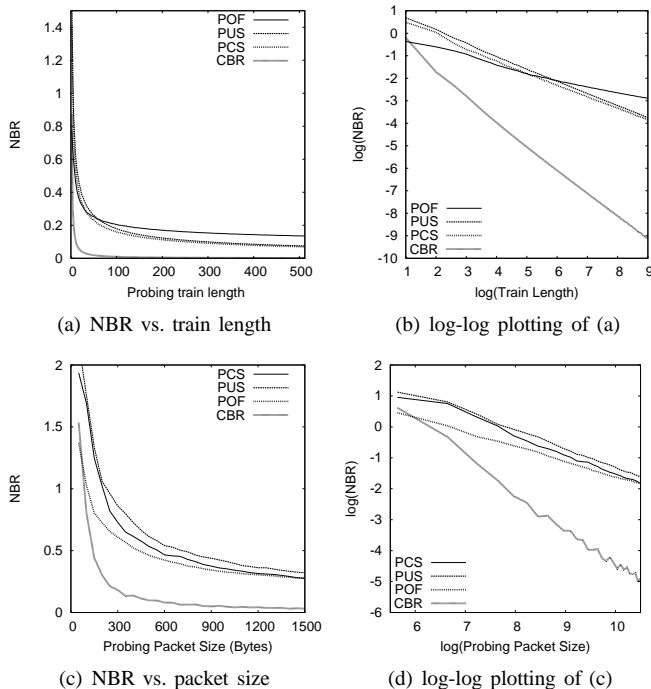 1.4
1.2
1
0.8
0.6
0.4
0.2
0
NBR
POF
PUS
PCS
CBR
0 100 200 300 400 500
Probing train length
(a) NBR vs. train length
1
0
-1
-2
-3
-4
-5
-6
-7
-8
-9
-10
log(NBR)
POF
PUS
PCS
CBR
1 2 3 4 5 6 7 8 9
log(Train Length)
(b) log-log plotting of (a)
2
1.5
1
0.5
0
NBR
PCS
PUS
POF
CBR
0 300 600 900 1200 1500
Probing Packet Size (Bytes)
(c) NBR vs. packet size
2
1
0
-1
-2
-3
-4
-5
-6
log(NBR)
PCS
PUS
POF
CBR
6 7 8 9 10
log(Probing Packet Size)
(d) log-log plotting of (c)